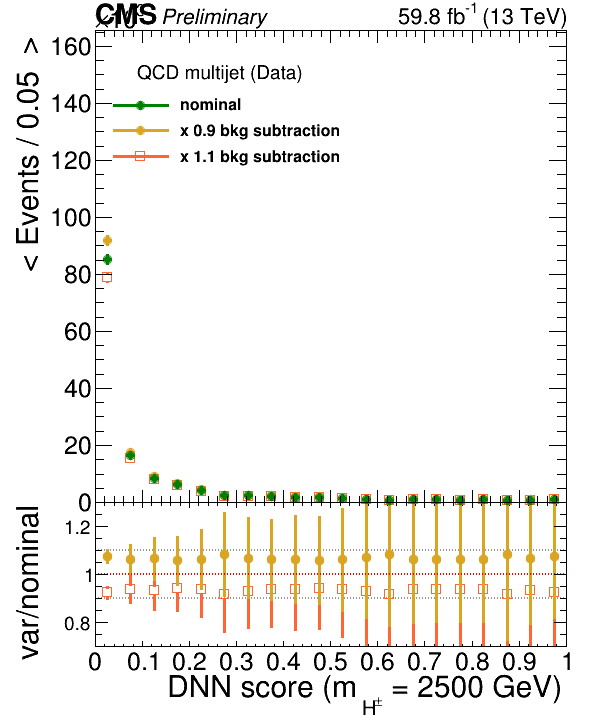 CMS Preliminary 59.8 fb-1 (13 TeV)
< Events / 0.05 >
160
140
120
100
80
60
40
20
0
QCD multijet (Data)
nominal
x 0.9 bkg subtraction
x 1.1 bkg subtraction
var/nominal
1.2
1
0.8
0 0.1 0.2 0.3 0.4 0.5 0.6 0.7 0.8 0.9 1
DNN score (m H± = 2500 GeV)